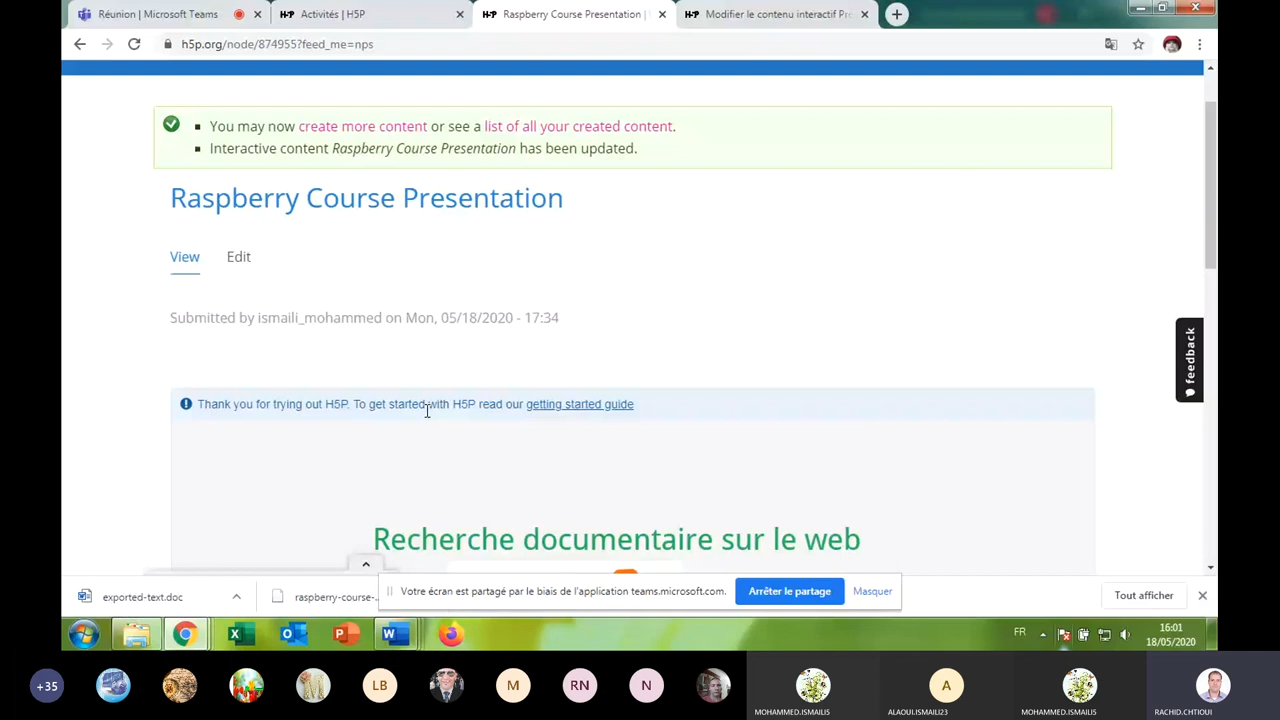 Réunion | Microsoft Teams
H-P Activités | H5P
H-P Raspberry Course Presentation |
H-P Modifier le contenu interactif Pr
h5p.org/node/874955?feed_me=nps
You may now create more content or see a list of all your created content.
Interactive content Raspberry Course Presentation has been updated.
Raspberry Course Presentation
View Edit
Submitted by ismaili_mohammed on Mon, 05/18/2020 - 17:34
feedback
Thank you for trying out H5P. To get started with H5P read our getting started guide
Recherche documentaire sur le web
Votre écran est partagé par le biais de l'application teams.microsoft.com.
Arrêter le partage
Masquer
exported-text.doc
raspberry-course-...
Tout afficher
FR
16:01
18/05/2020
+35
LB
M
RN
N
A
MOHAMMED.ISMAILI5
ALAOUI.ISMAILI23
MOHAMMED.ISMAILI5
RACHID.CHTIOUI